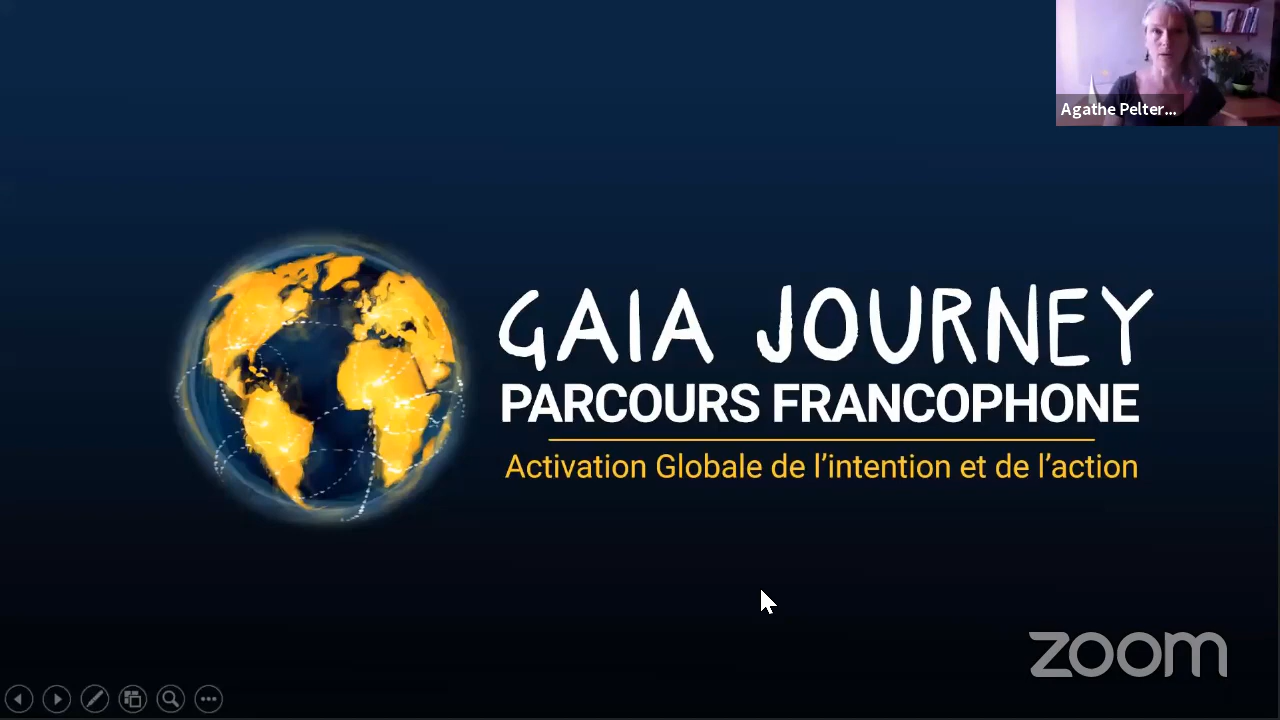 Agathe Pelter...
GAIA JOURNEY
PARCOURS FRANCOPHONE
Activation Globale de l’intention et de l’action
zoom